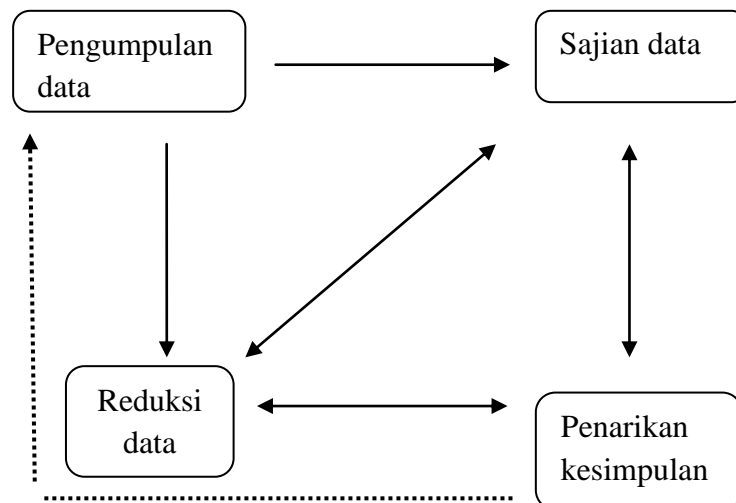 Pengumpulan
data
Sajian data
Reduksi
data
Penarikan
kesimpulan